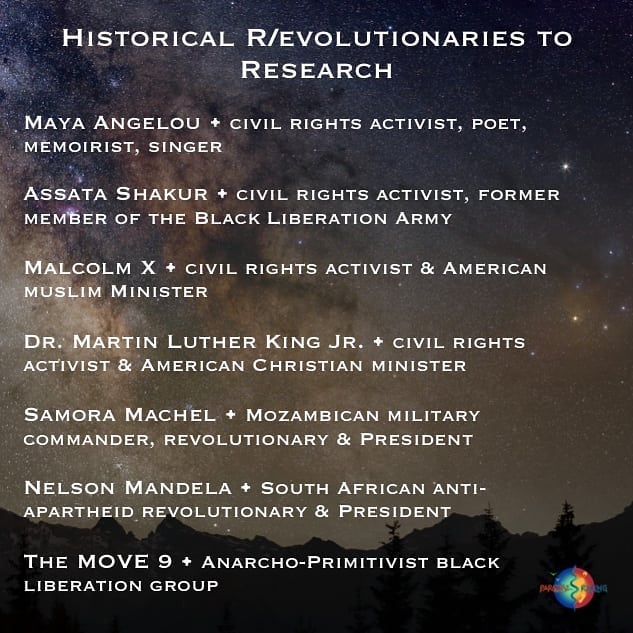 Historical R/evolutionaries to
Research
Maya Angelou + civil rights activist, poet,
memoirist, singer
Assata Shakur + civil rights activist, former
member of the Black Liberation Army
Malcolm X + civil rights activist & American
muslim Minister
Dr. Martin Luther King Jr. + civil rights
activist & American Christian minister
Samora Machel + Mozambican military
commander, revolutionary & President
Nelson Mandela + South African anti-
apartheid revolutionary & President
The MOVE 9 + Anarcho-Primitivist black
liberation group